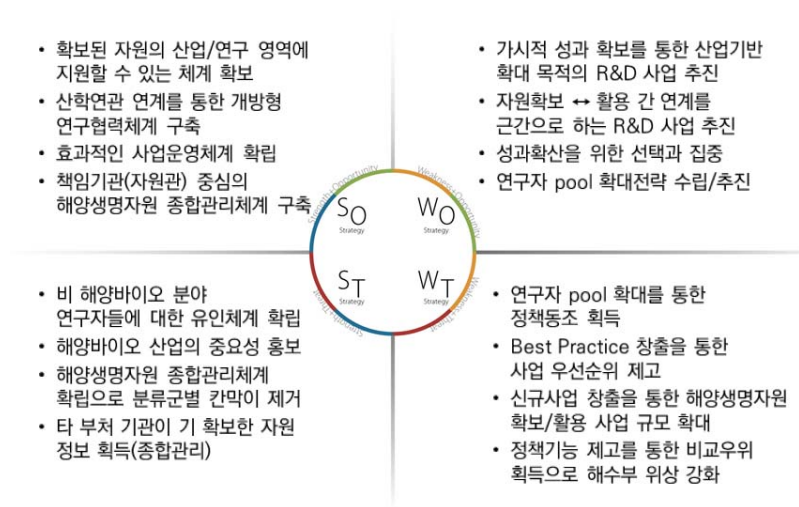 • 확보된 자원의 산업/연구 영역에
지원할 수 있는 체계 확보
• 산학연관 연계를 통한 개방형
연구협력체계 구축
• 효과적인 사업운영체계 확립
• 책임기관(자원관) 중심의
해양생명자원 종합관리체계 구축
• 가시적 성과 확보를 통한 산업기반
확대 목적의 R&D 사업 추진
• 자원확보 ↔ 활용 간 연계를
근간으로 하는 R&D 사업 추진
• 성과확산을 위한 선택과 집중
• 연구자 pool 확대전략 수립/추진
Strength+Opportunity
Weakness+Opportunity
SO
Strategy
WO
Strategy
ST
Strategy
WT
Strategy
Strength+Threat
Weakness+Threat
• 비 해양바이오 분야
연구자들에 대한 유인체계 확립
• 해양바이오 산업의 중요성 홍보
• 해양생명자원 종합관리체계
확립으로 분류군별 칸막이 제거
• 타 부처 기관이 기 확보한 자원
정보 획득(종합관리)
• 연구자 pool 확대를 통한
정책동조 획득
• Best Practice 창출을 통한
사업 우선순위 제고
• 신규사업 창출을 통한 해양생명자원
확보/활용 사업 규모 확대
• 정책기능 제고를 통한 비교우위
획득으로 해수부 위상 강화